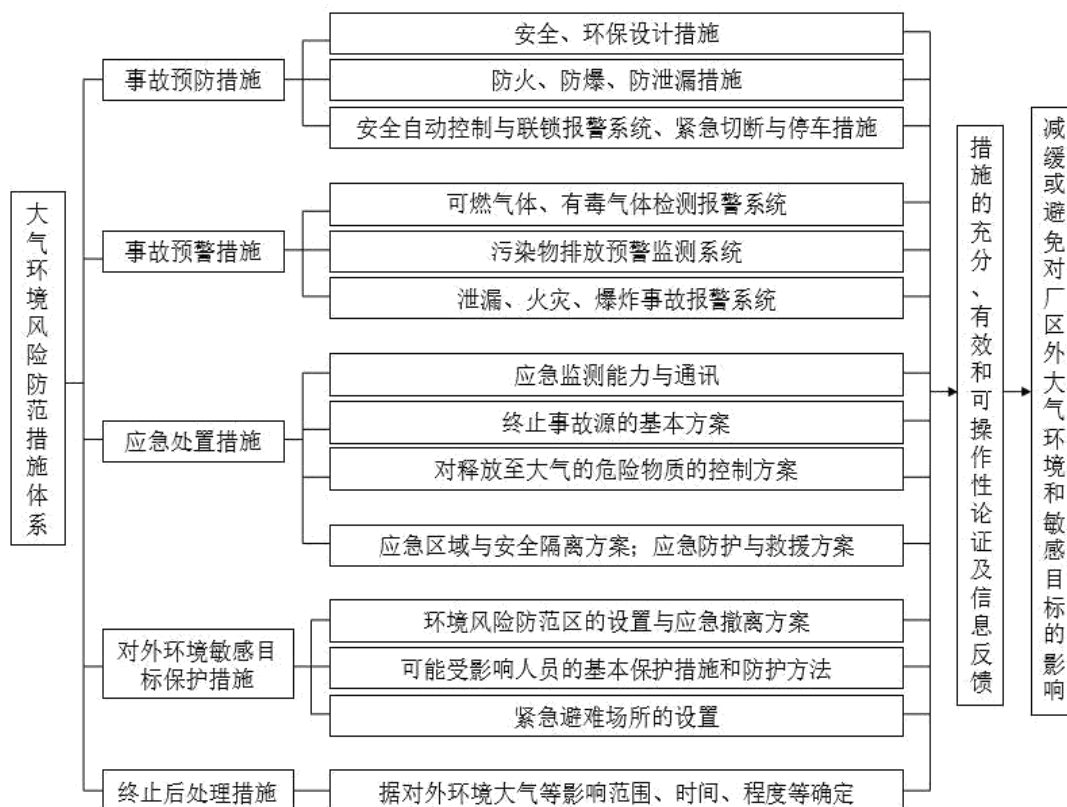 大气环境风险防范措施体系
事故预防措施
安全、环保设计措施
防火、防爆、防泄漏措施
安全自动控制与联锁报警系统、紧急切断与停车措施
事故预警措施
可燃气体、有毒气体检测报警系统
污染物排放预警监测系统
泄漏、火灾、爆炸事故报警系统
应急处置措施
应急监测能力与通讯
终止事故源的基本方案
对释放至大气的危险物质的控制方案
应急区域与安全隔离方案；应急防护与救援方案
对外环境敏感目
标保护措施
环境风险防范区的设置与应急撤离方案
可能受影响人员的基本保护措施和防护方法
紧急避难场所的设置
终止后处理措施
据对外环境大气等影响范围、时间、程度等确定
措施的充分、有效和可操作性论证及信息反馈
减缓或避免对厂区外大气环境和敏感目标的影响